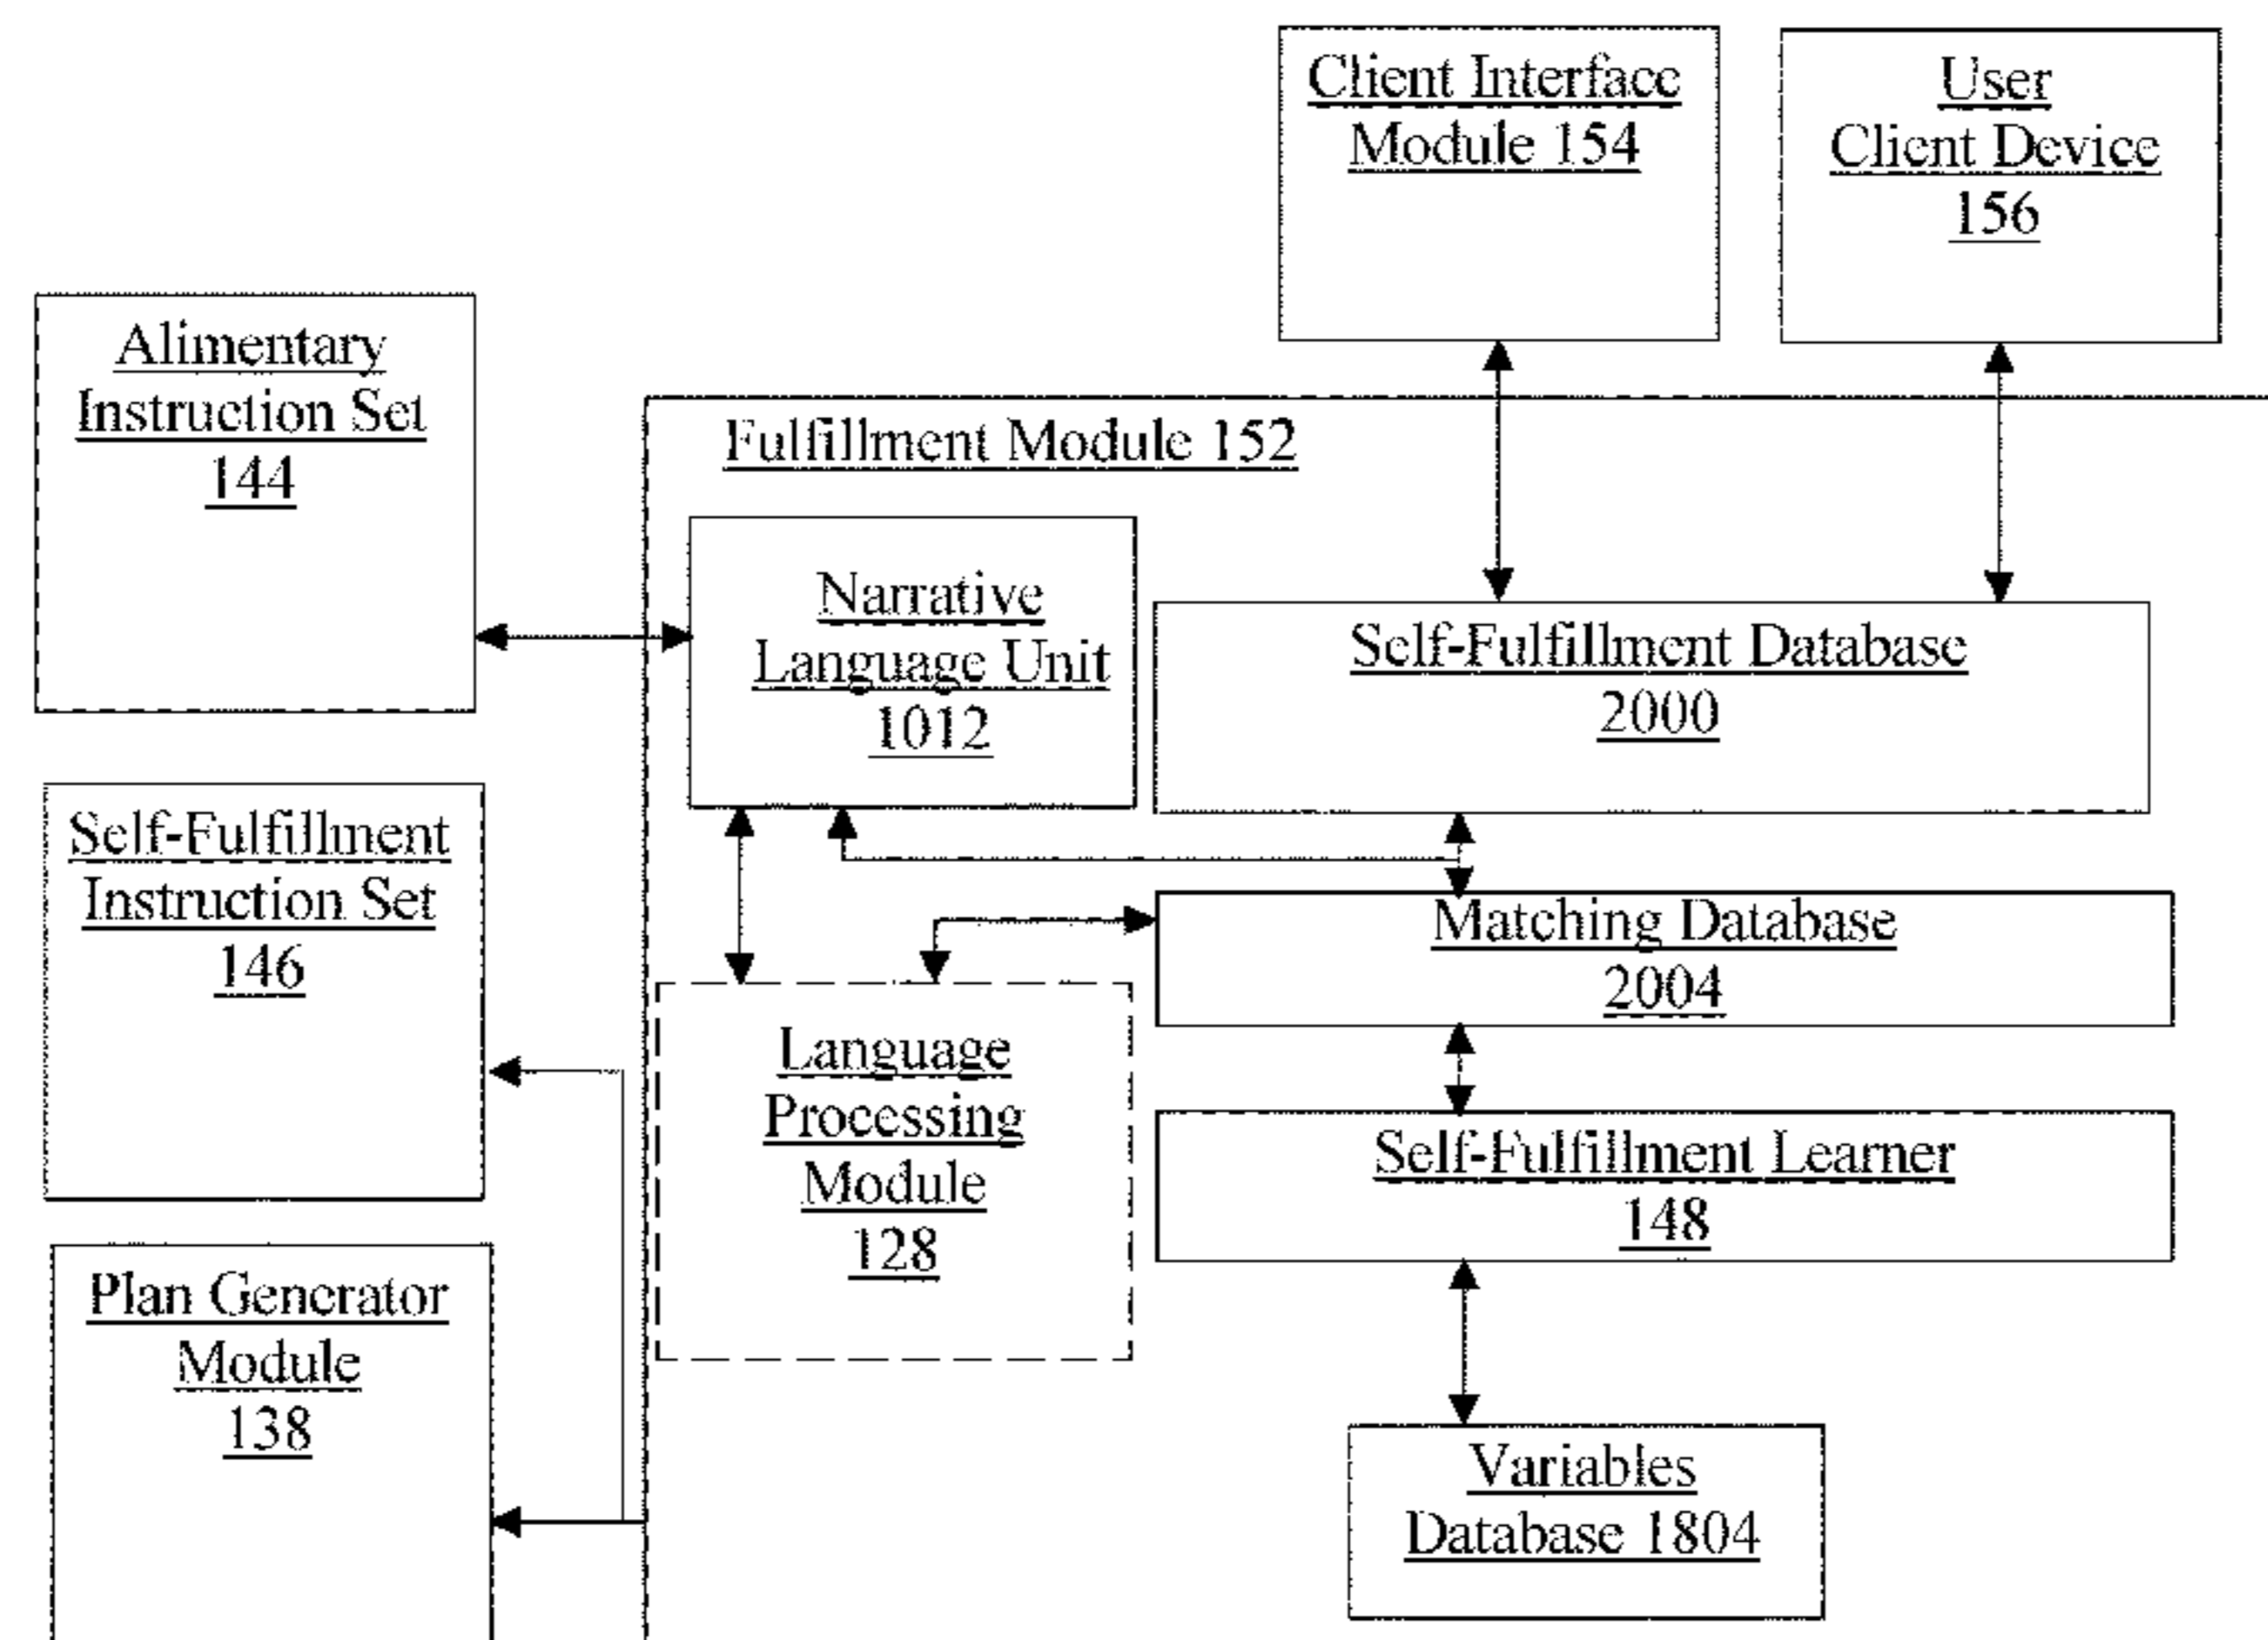 Client Interface
Module 154
User
Client Device
156
Alimentary
Instruction Set
144
Fulfillment Module 152
Narrative
Language Unit
1012
Self-Fulfillment Database
2000
Self-Fulfillment
Instruction Set
146
Matching Database
2004
Language
Processing
Module
128
Self-Fulfillment Learner
148
Plan Generator
Module
138
Variables
Database 1804